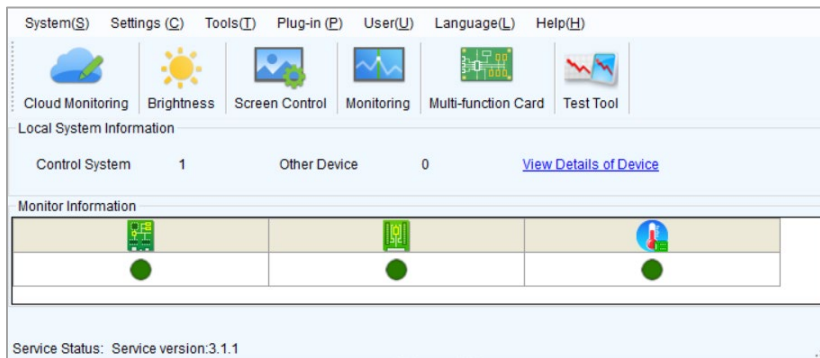 System(S) Settings (C) Tools(T) Plug-in (P) User(U) Language(L) Help(H)
Cloud Monitoring Brightness Screen Control Monitoring Multi-function Card Test Tool
Local System Information
Control System 1 Other Device 0 View Details of Device
Monitor Information
Service Status: Service version:3.1.1